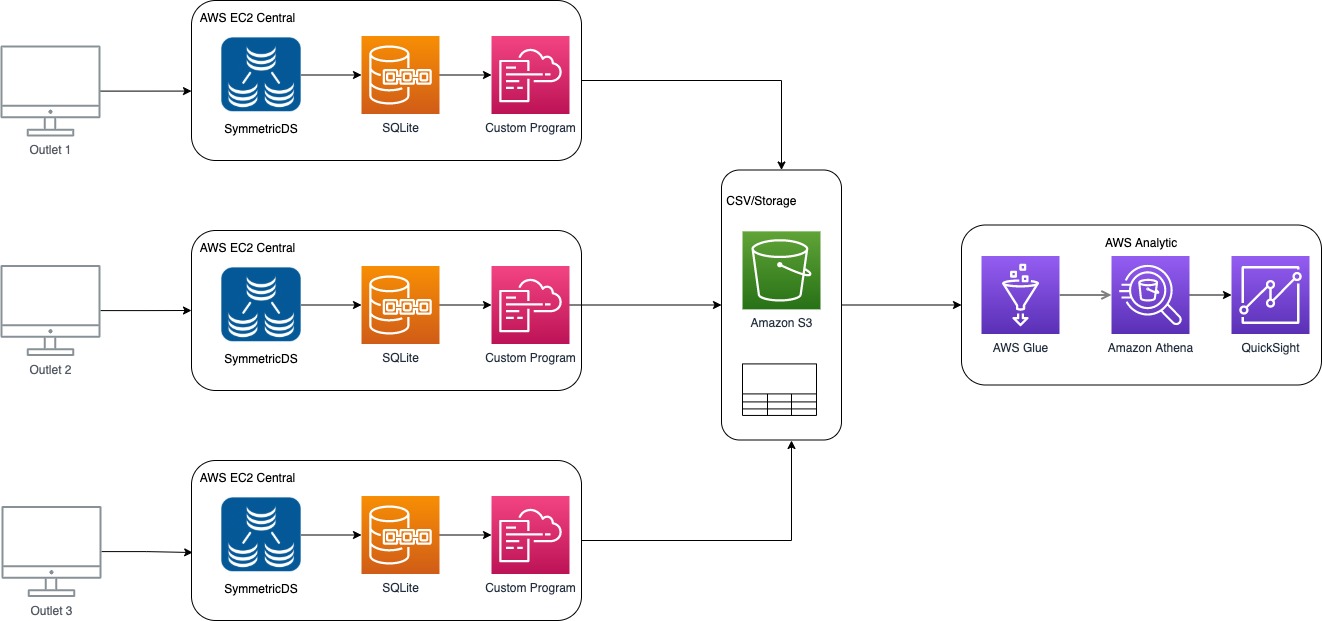 AWS EC2 Central
SymmetricDS
SQLite
Custom Program
Outlet 1
AWS EC2 Central
SymmetricDS
SQLite
Custom Program
Outlet 2
AWS EC2 Central
SymmetricDS
SQLite
Custom Program
Outlet 3
CSV/Storage
Amazon S3
AWS Analytic
AWS Glue
Amazon Athena
QuickSight